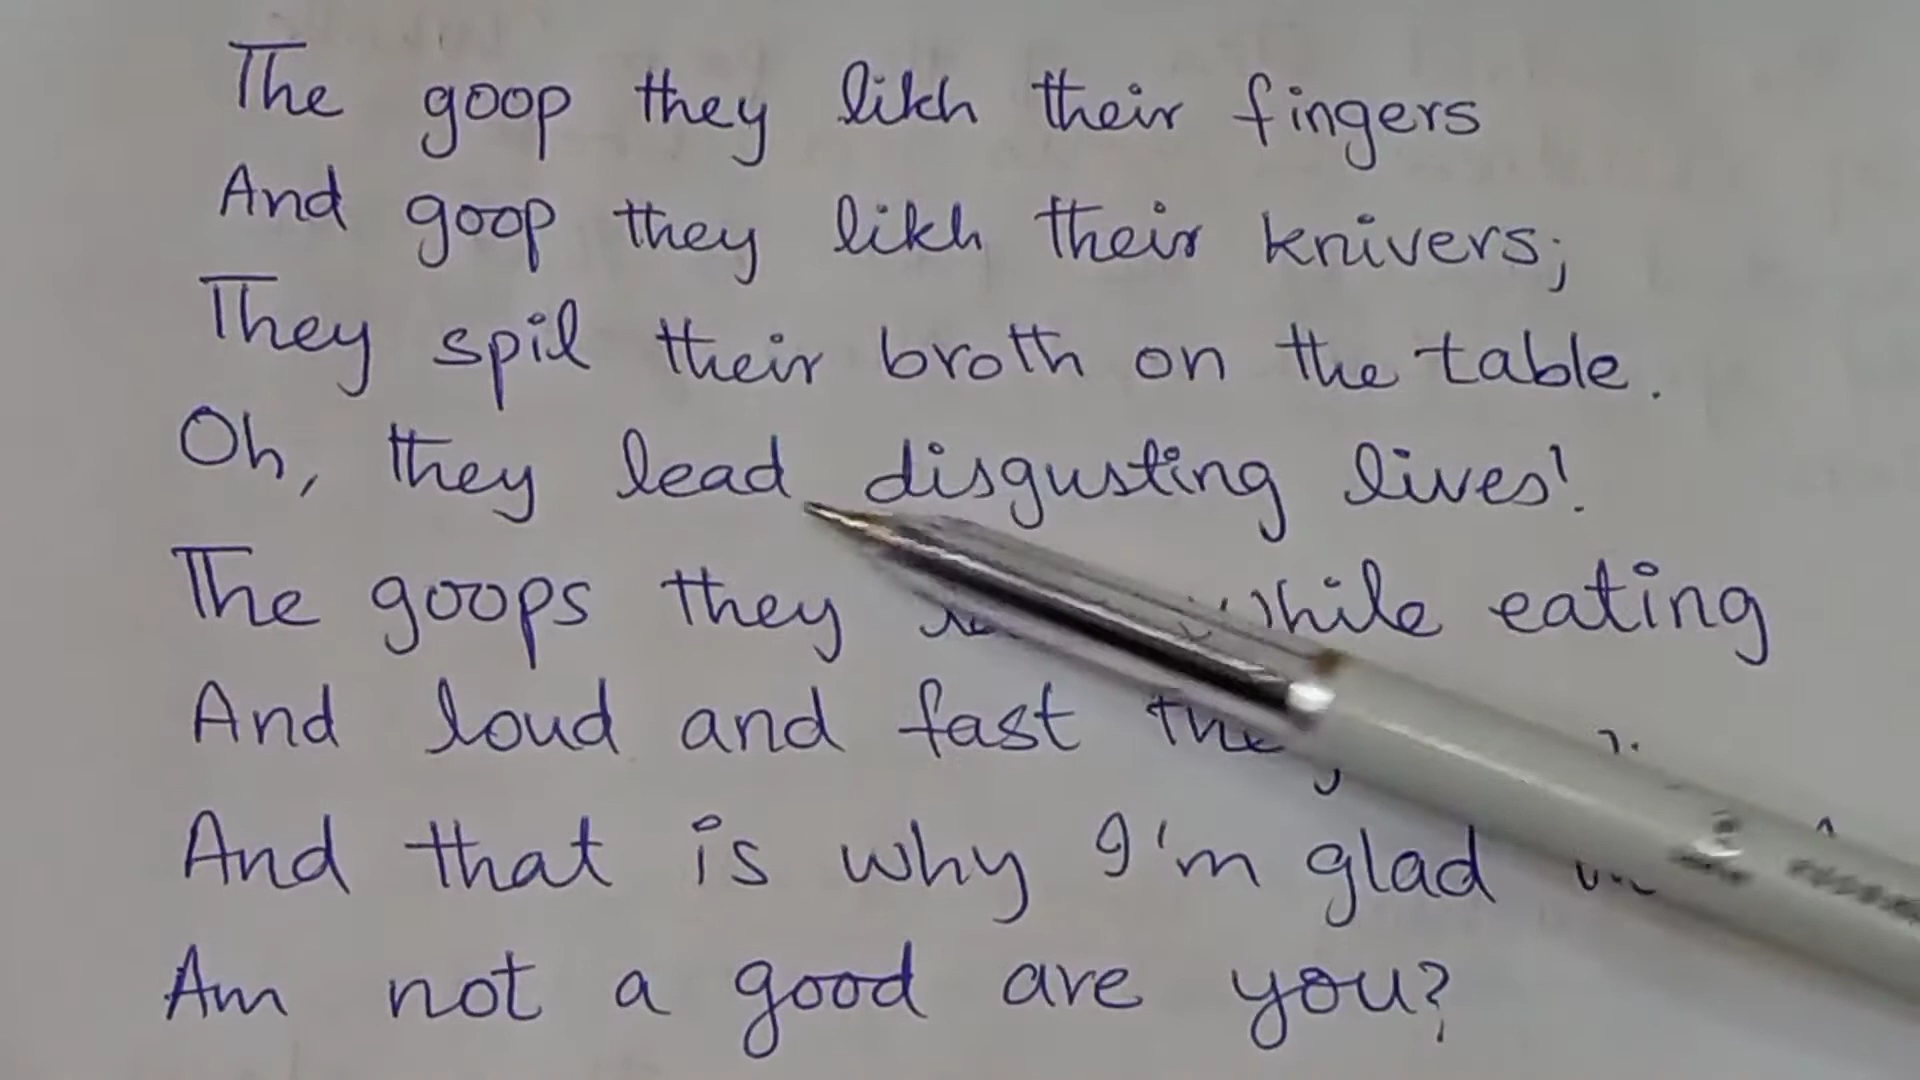 The goop they likh their fingers
And goop they likh their knivers;
They spil their broth on the table.
Oh, they lead disgusting lives!
The goops they while eating
And loud and fast they
And that is why I'm glad
Am not a good are you?